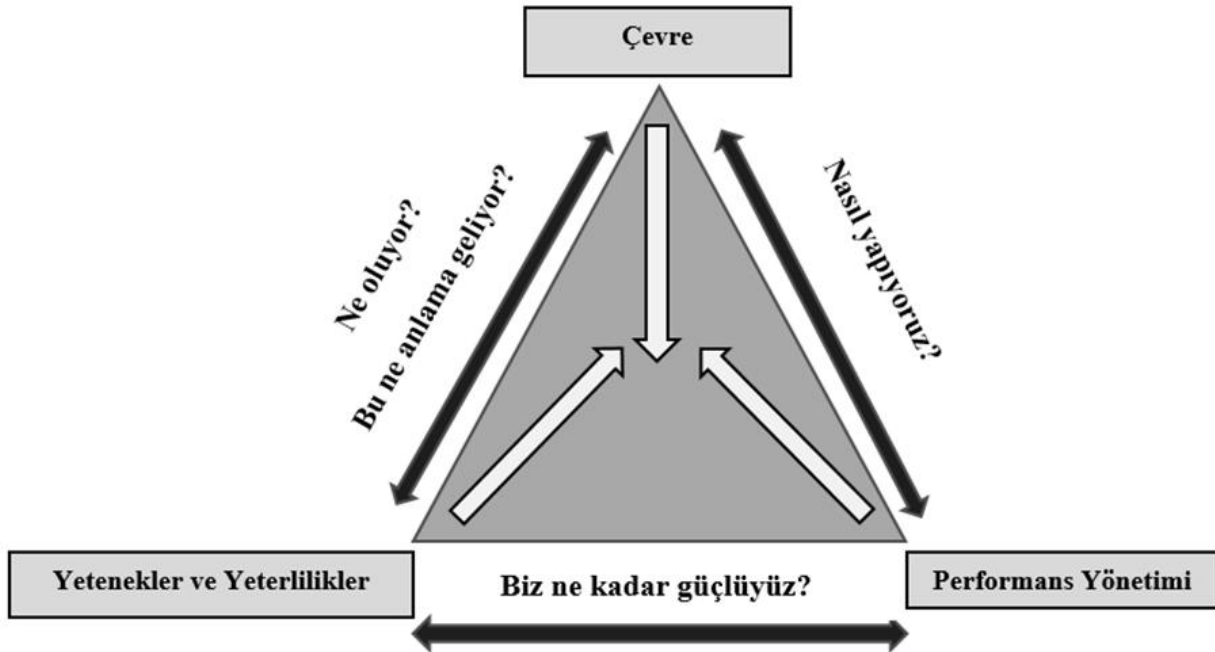 Çevre
Ne oluyor?
Bu ne anlama geliyor?
Nasıl yapıyoruz?
Yetenekler ve Yeterlilikler
Biz ne kadar güçlüyüz?
Performans Yönetimi